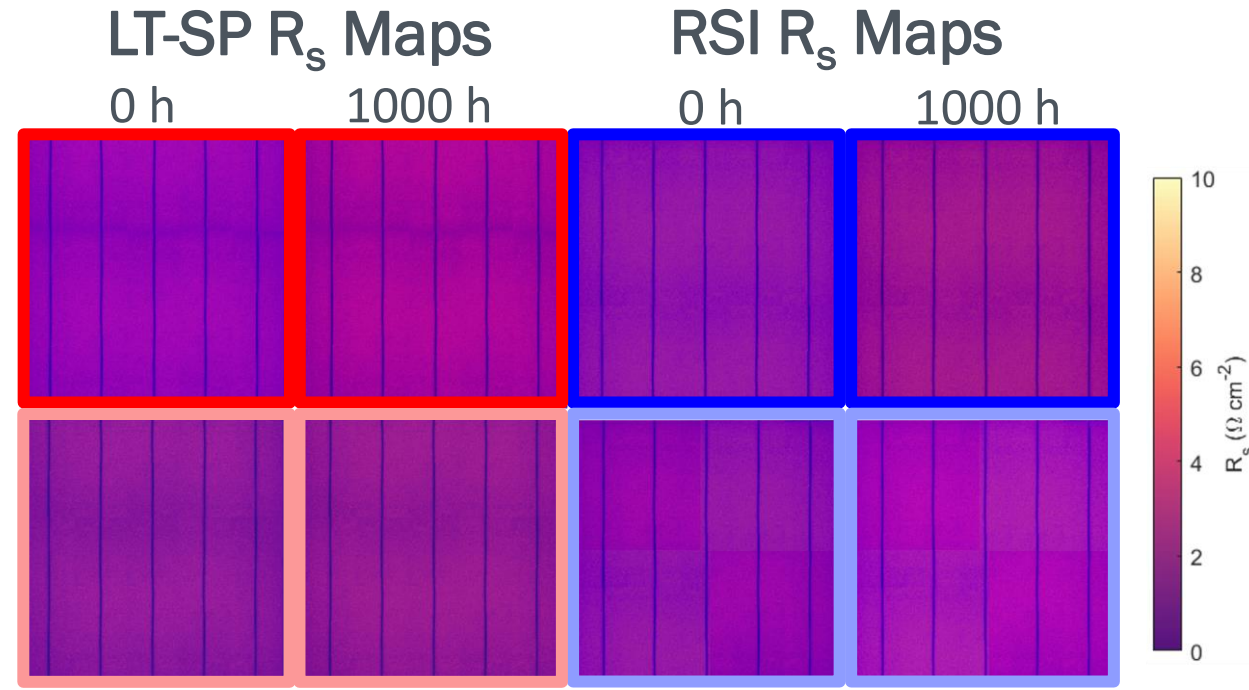 LT-SP Rs Maps
RSI Rs Maps
0 h
1000 h
0 h
1000 h
10
8
6
4
2
0
Rs (Ω cm-2)